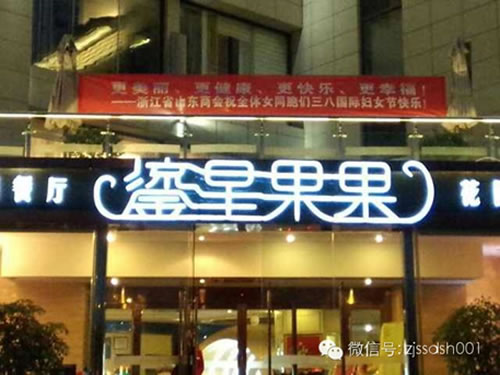 更美丽、更健康、更快乐、更幸福！
——浙江省山东商会祝全体女同胞们三八国际妇女节快乐！
餐厅
鎏星果果
花
微信号: zjssdsh001